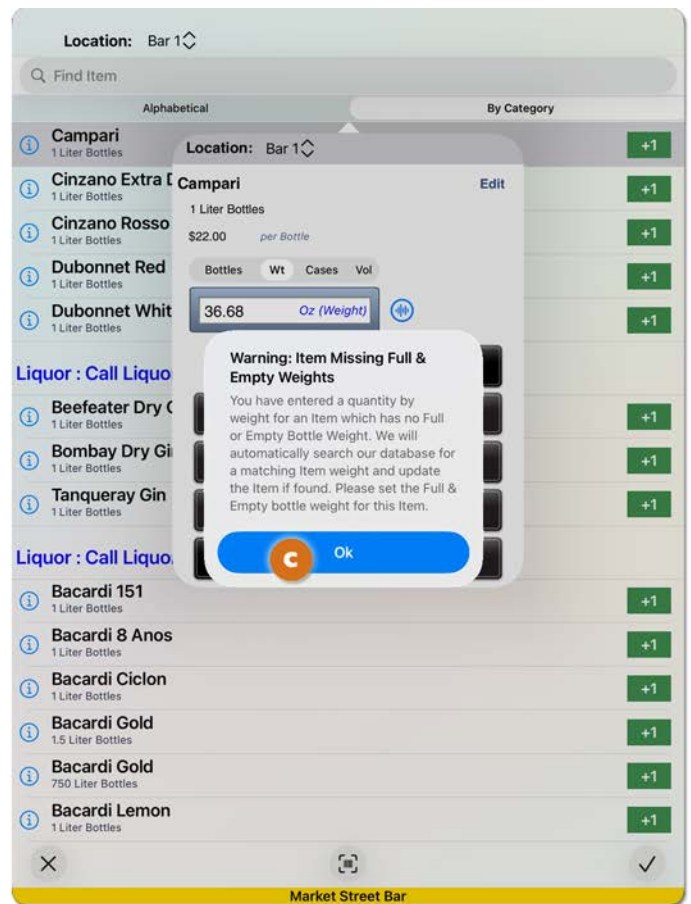 Location: Bar 1
Find Item
Alphabetical By Category
Campari
1 Liter Bottles
+1
Cinzano Extra
1 Liter Bottles
+1
Cinzano Rosso
1 Liter Bottles
+1
Dubonnet Red
1 Liter Bottles
+1
Dubonnet Whit
1 Liter Bottles
+1
Location: Bar 1
Campari Edit
1 Liter Bottles
$22.00 per Bottle
Bottles Wt Cases Vol
36.68 Oz (Weight)
Warning: Item Missing Full &
Empty Weights
You have entered a quantity by
weight for an Item which has no Full
or Empty Bottle Weight. We will
automatically search our database for
a matching Item weight and update
the Item if found. Please set the Full &
Empty bottle weight for this Item.
C Ok
Liquor : Call Liquo
Beefeater Dry
1 Liter Bottles
+1
Bombay Dry Gi
1 Liter Bottles
+1
Tanqueray Gin
1 Liter Bottles
+1
Liquor : Call Liquo
Bacardi 151
1 Liter Bottles
+1
Bacardi 8 Anos
1 Liter Bottles
+1
Bacardi Ciclon
1 Liter Bottles
+1
Bacardi Gold
1.5 Liter Bottles
+1
Bacardi Gold
750 Liter Bottles
+1
Bacardi Lemon
1 Liter Bottles
+1
Market Street Bar